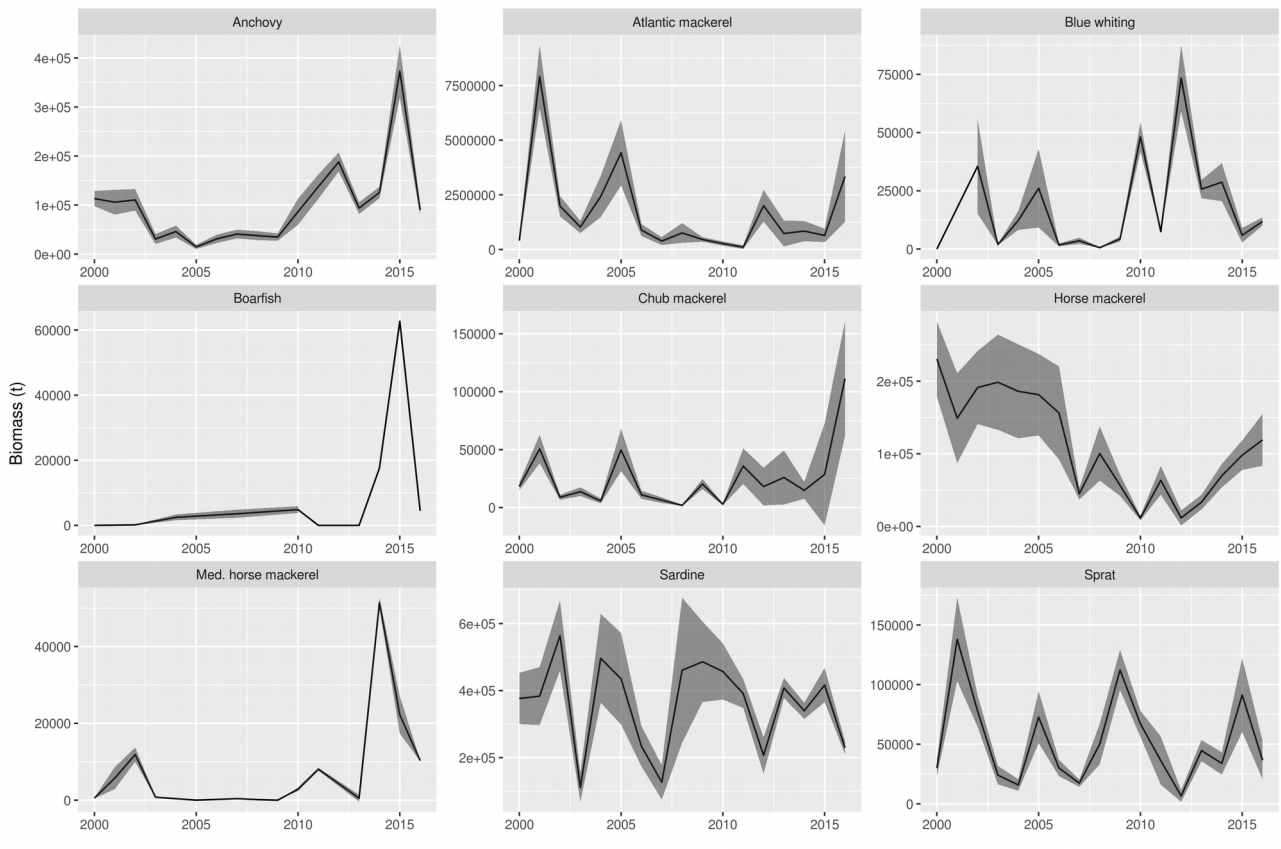 Anchovy
Atlantic mackerel
Blue whiting
4e+05
3e+05
2e+05
1e+05
0e+00
7500000
5000000
2500000
0
75000
50000
25000
0
2000 2005 2010 2015
2000 2005 2010 2015
2000 2005 2010 2015
Boarfish
Chub mackerel
Horse mackerel
Biomass (t)
60000
40000
20000
0
150000
100000
50000
0
2e+05
1e+05
0e+00
2000 2005 2010 2015
2000 2005 2010 2015
2000 2005 2010 2015
Med. horse mackerel
Sardine
Sprat
40000
20000
0
6e+05
4e+05
2e+05
150000
100000
50000
0
2000 2005 2010 2015
2000 2005 2010 2015
2000 2005 2010 2015